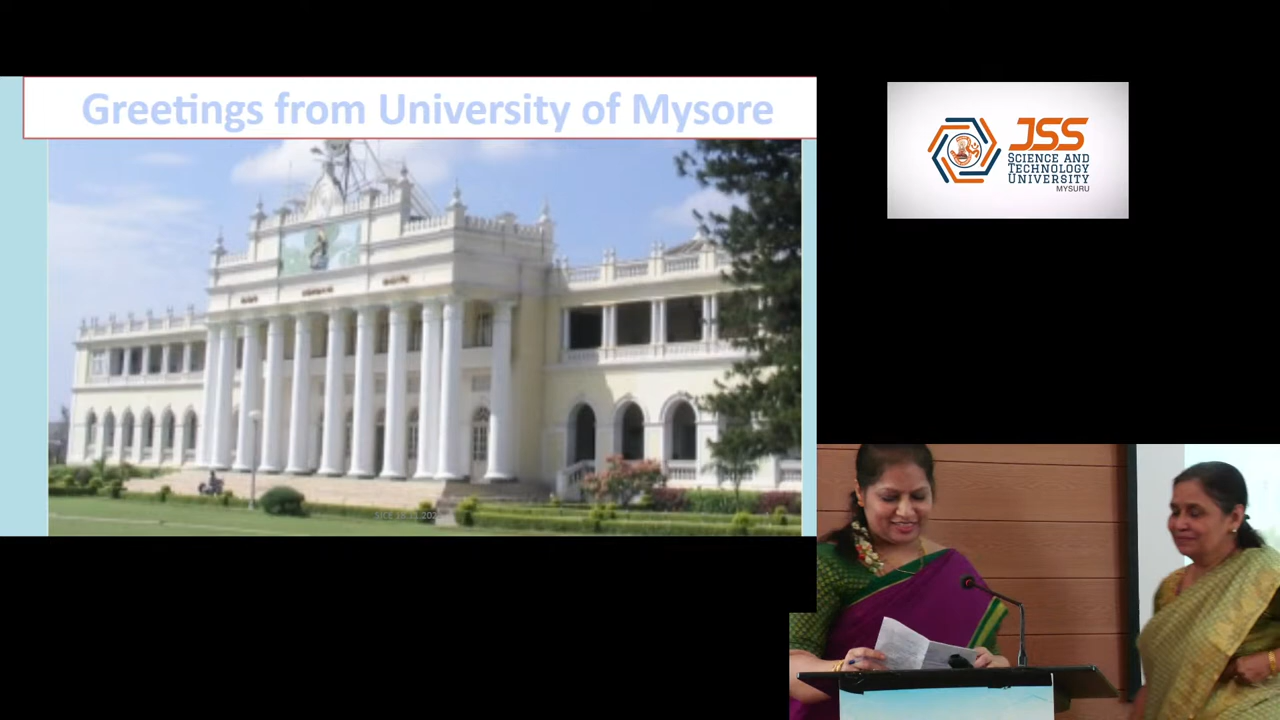 Greetings from University of Mysore
JSS
SCIENCE AND
TECHNOLOGY
UNIVERSITY
MYSURU